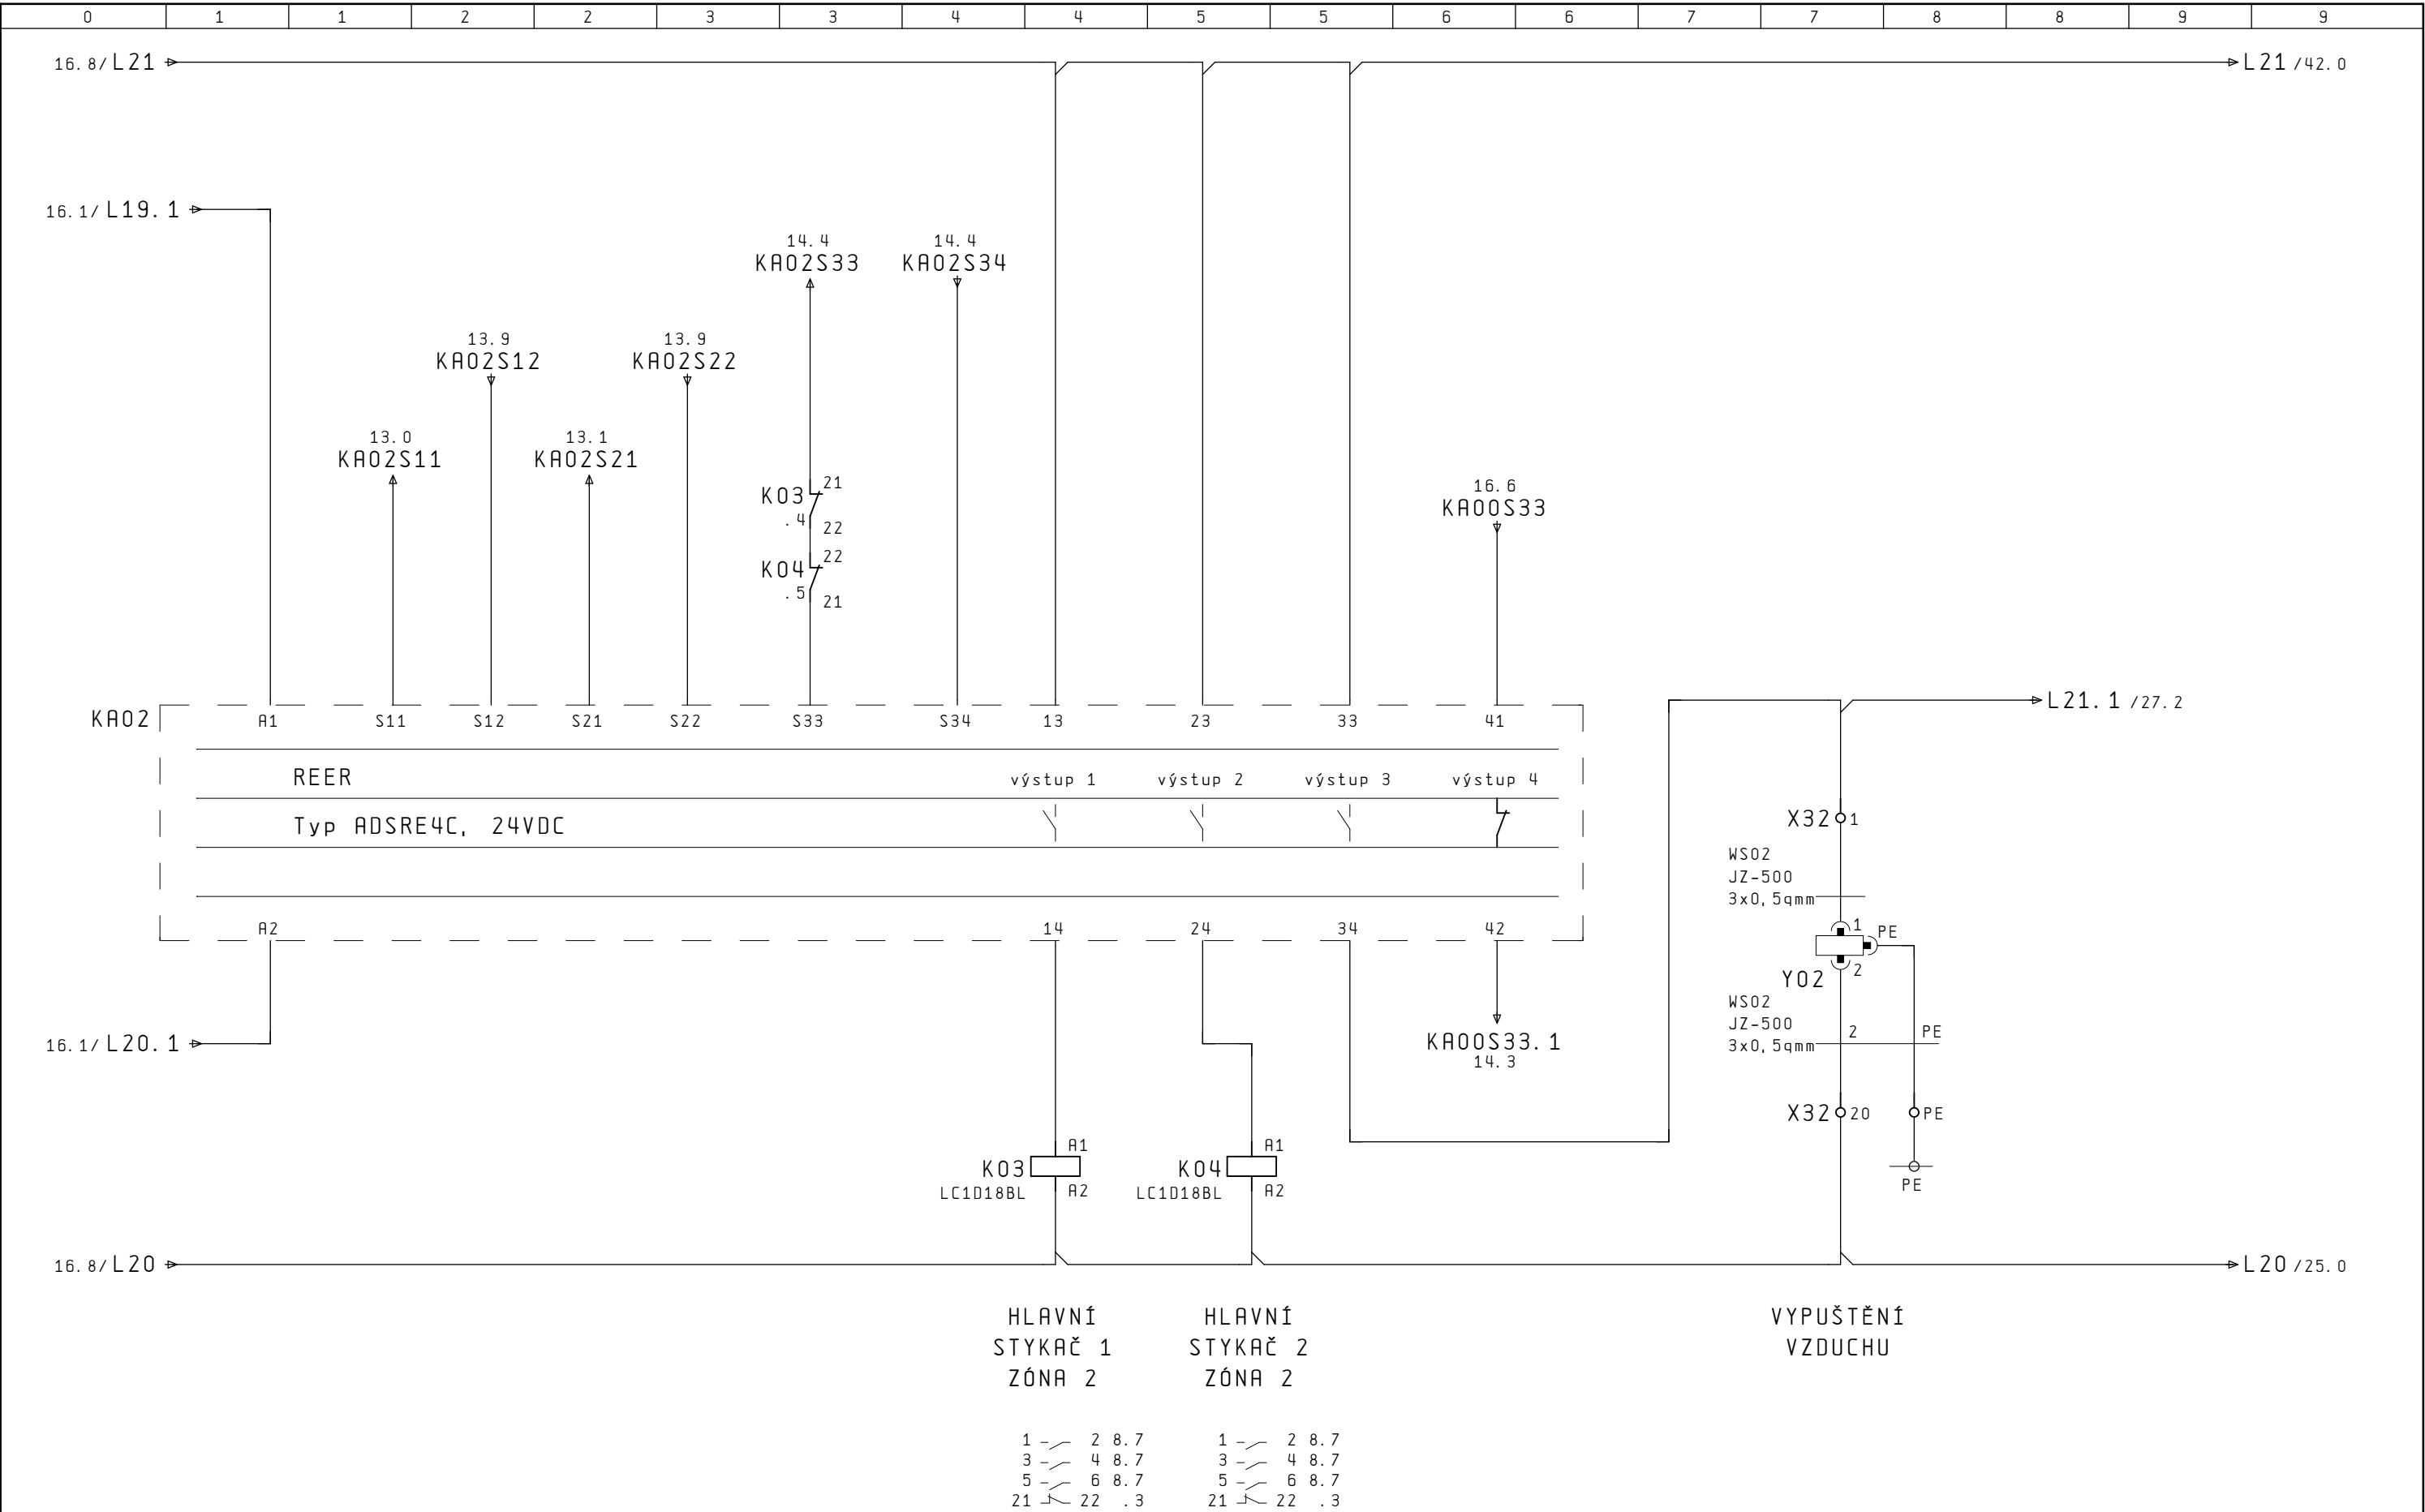 0 1 1 2 2 3 3 4 4 5 5 6 6 7 7 8 8 9 9
16.8/L21 L21/42.0
16.1/L19.1
14.4 14.4
KA02S33 KA02S34
13.9 13.9
KA02S12 KA02S22
13.0 13.1
KA02S11 KA02S21
21
K03
.4
22
16.6
KA00S33
22
K04
.5
21
L21.1/27.2
KA02 A1 S11 S12 S21 S22 S33 S34 13 23 33 41
REER výstup 1 výstup 2 výstup 3 výstup 4
Typ ADSRE4C, 24VDC
X32 1
WS02
JZ-500
3x0,5qmm
A2 14 24 34 42
1 PE
2
Y02
WS02
JZ-500 2 PE
3x0,5qmm
16.1/L20.1
KA00S33.1
14.3
X32 20 PE
A1 A1
K03 K04
LC1D18BL A2 LC1D18BL A2
PE
16.8/L20 L20/25.0
HLAVNÍ HLAVNÍ VYPUŠTĚNÍ
STYKAČ 1 STYKAČ 2 VZDUCHU
ZÓNA 2 ZÓNA 2
1 2 8.7 1 2 8.7
3 4 8.7 3 4 8.7
5 6 8.7 5 6 8.7
21 22 .3 21 22 .3